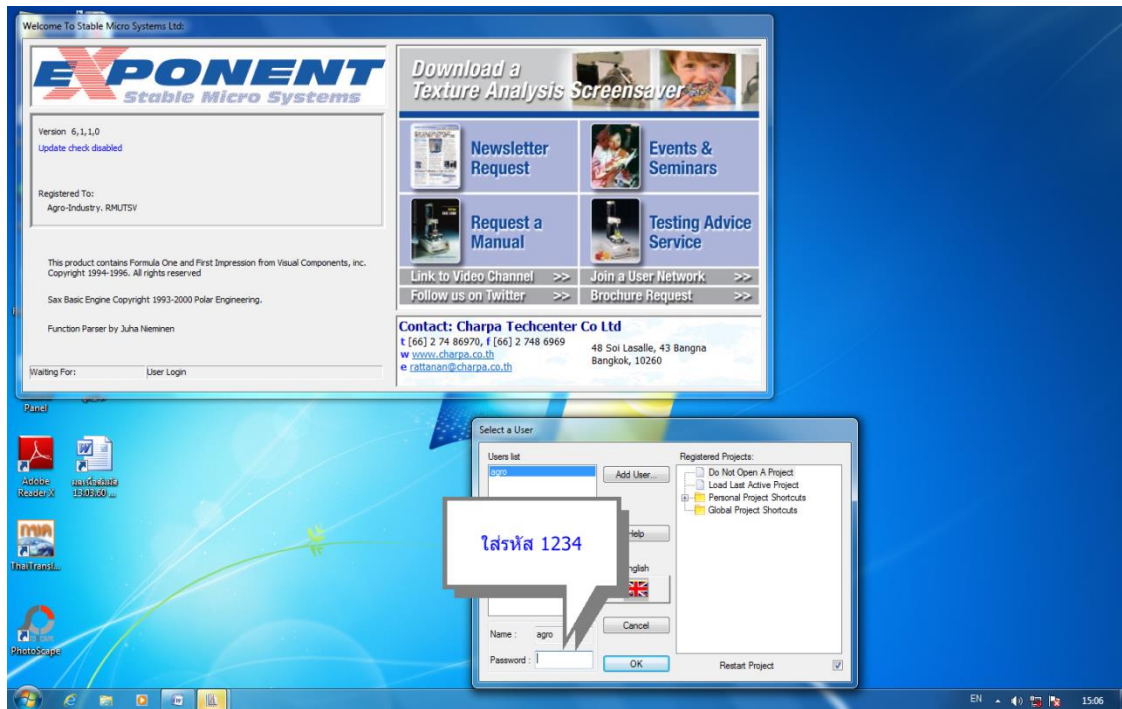 Welcome To Stable Micro Systems Ltd:
EXPONENT
Stable Micro Systems
Version 6,1,1,0
Update check disabled
Registered To:
Agro-Industry. RMUTSV
This product contains Formula One and First Impression from Visual Components, inc.
Copyright 1994-1996. All rights reserved
Sax Basic Engine Copyright 1993-2000 Polar Engineering.
Function Parser by Juha Nieminen
Waiting For:
User Login
Download a
Texture Analysis Screensaver
Newsletter
Request
Events &
Seminars
Request a
Manual
Testing Advice
Service
Link to Video Channel >>
Join a User Network >>
Follow us on Twitter >>
Brochure Request >>
Contact: Charpa Techcenter Co Ltd
t [66] 2 74 86970, f [66] 2 748 6969
w www.charpa.co.th
e rattanan@charpa.co.th
48 Soi Lasalle, 43 Bangna
Bangkok, 10260
Panel
Adobe
Reader X
13.03.60 ...
ThaiTransl...
PhotoScape
Select a User
Users list
agro
Add User...
Help
English
Cancel
OK
Name :
agro
Password :
Registered Projects:
Do Not Open A Project
Load Last Active Project
Personal Project Shortcuts
Global Project Shortcuts
Restart Project
ใส่รหัส 1234
EN
15:06